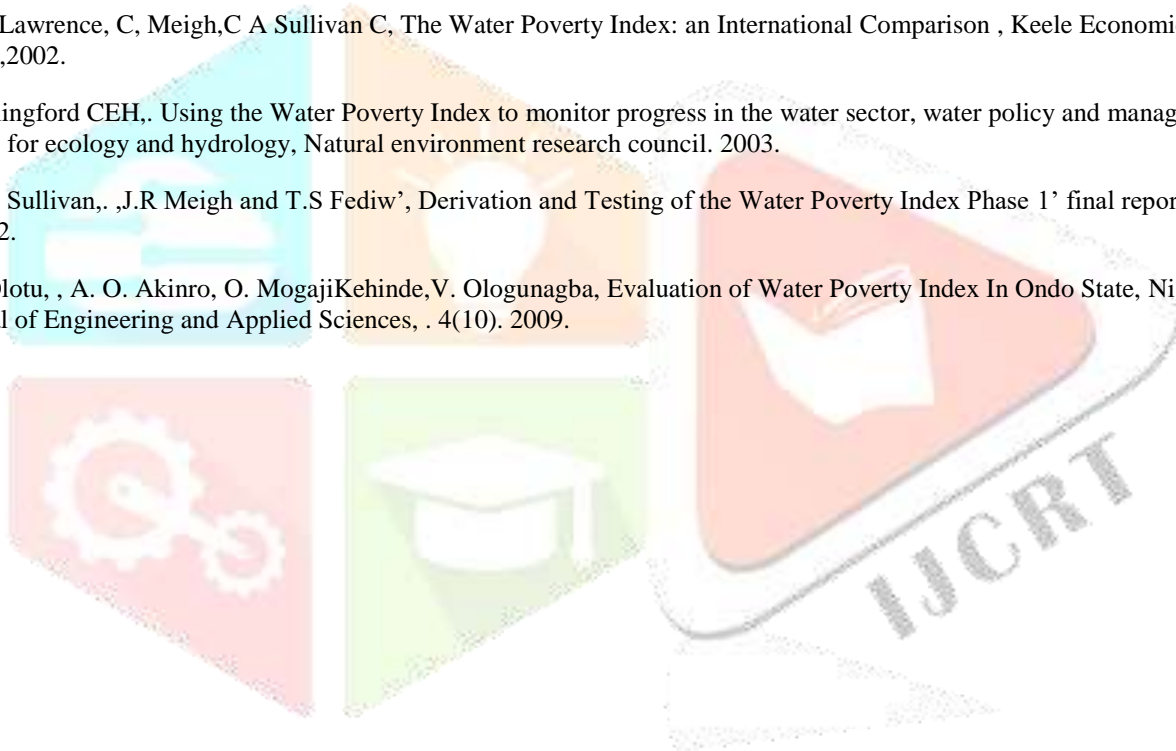 Lawrence, C, Meigh,C A Sullivan C, The Water Poverty Index: an International Comparison , Keele Economi
,2002.
ingford CEH,. Using the Water Poverty Index to monitor progress in the water sector, water policy and manag
for ecology and hydrology, Natural environment research council. 2003.
Sullivan,. ,J.R Meigh and T.S Fediw’, Derivation and Testing of the Water Poverty Index Phase 1’ final repor
2.
lotu, , A. O. Akinro, O. MogajiKehinde,V. Ologunagba, Evaluation of Water Poverty Index In Ondo State, Ni
l of Engineering and Applied Sciences, . 4(10). 2009.
IJCRT